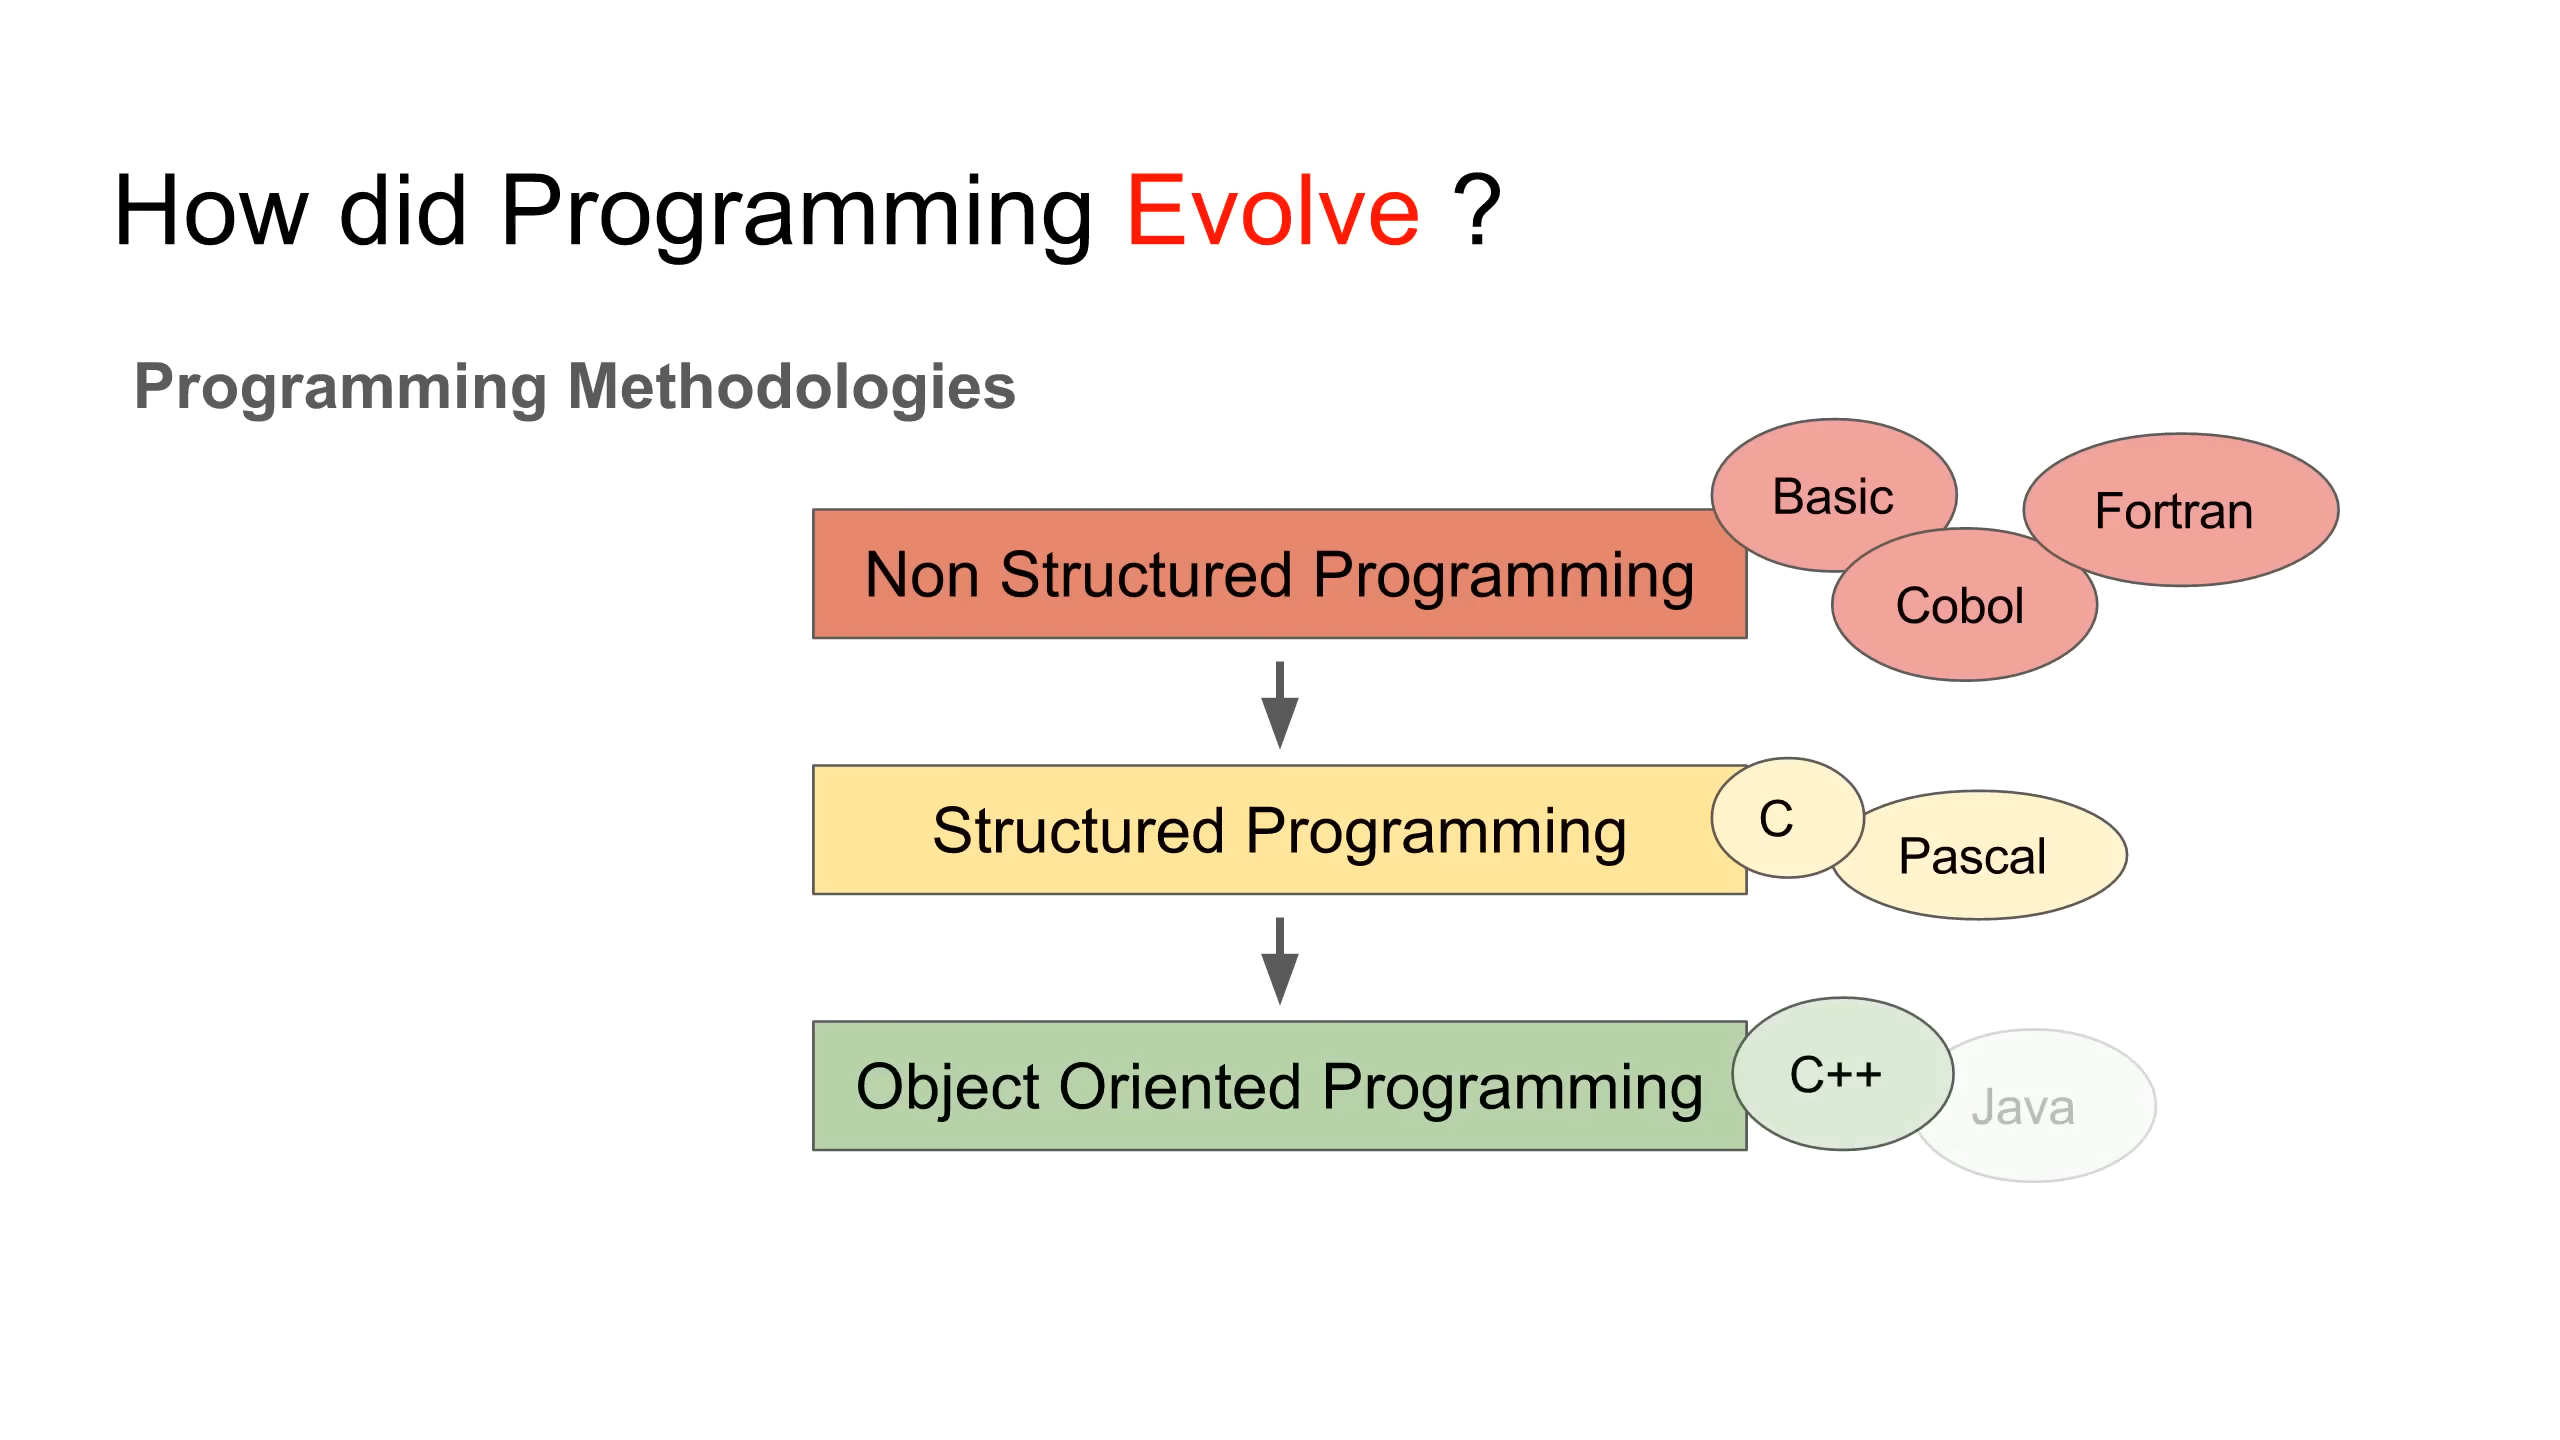 How did Programming Evolve ?
Programming Methodologies
Basic
Fortran
Non Structured Programming
Cobol
Structured Programming
C
Pascal
Object Oriented Programming
C++
Java